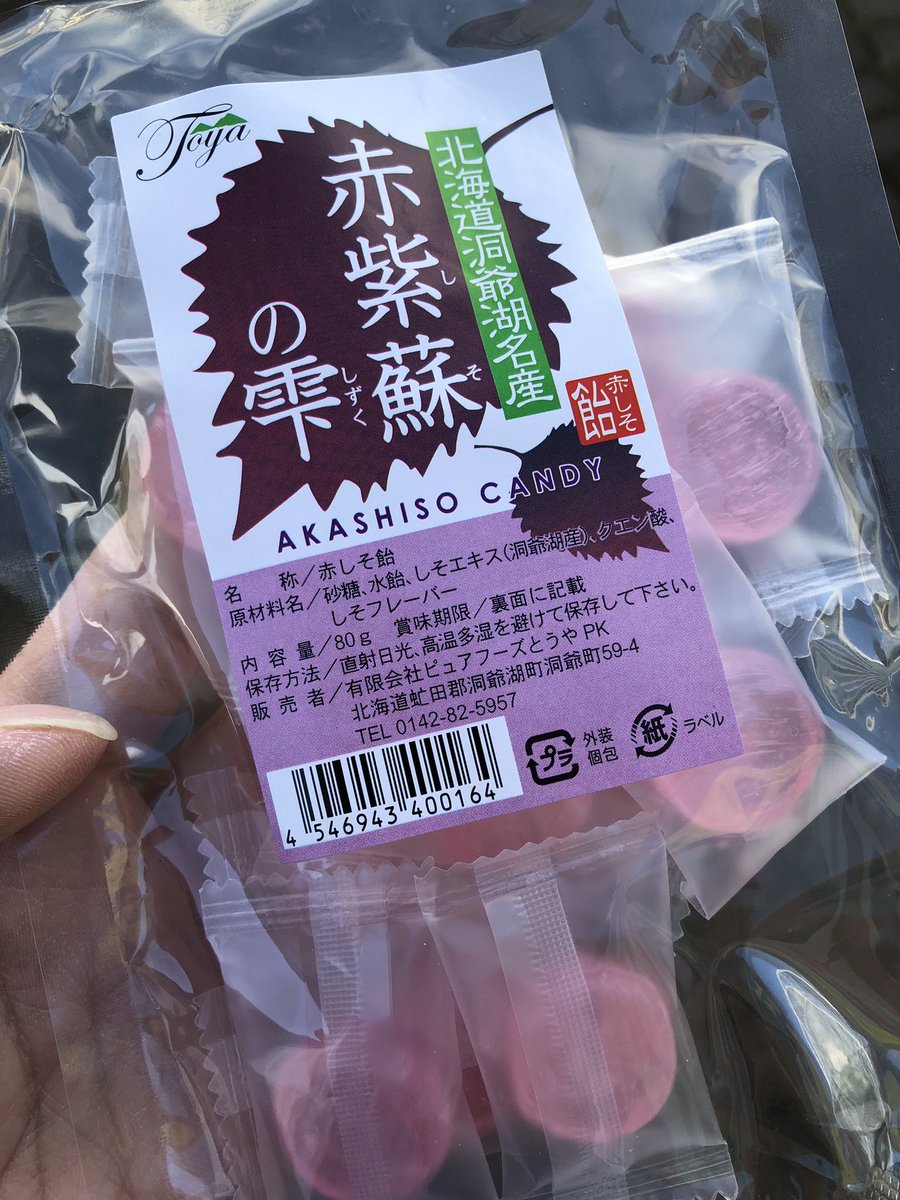 Toya
北海道洞爺湖名産
赤紫蘇
しそ
の雫
しずく
赤しそ
飴
AKASHISO CANDY
名　　称／赤しそ飴
原材料名／砂糖、水飴、しそエキス(洞爺湖産)、クエン酸、
しそフレーバー
内 容 量／80g　賞味期限／裏面に記載
保存方法／直射日光、高温多湿を避けて保存して下さい。
販 売 者／有限会社ピュアフーズとうやPK
北海道虻田郡洞爺湖町洞爺町59-4
TEL 0142-82-5957
プラ
外装
個包
紙
ラベル
4 546943 400164